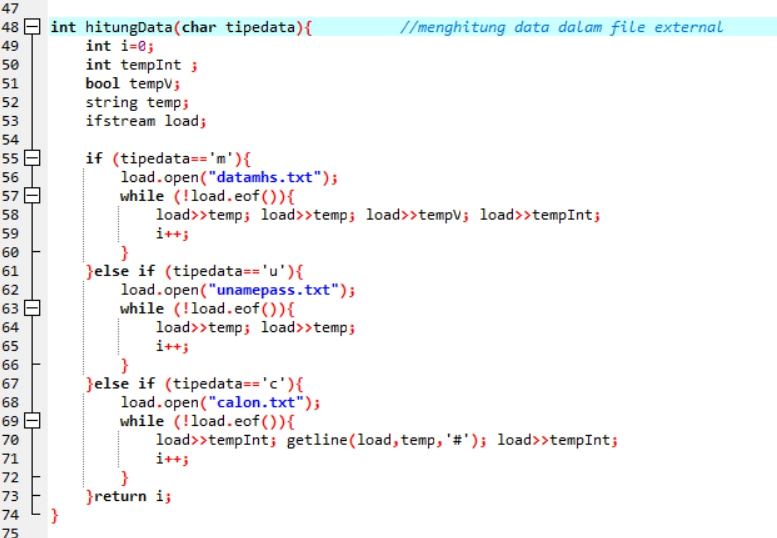 47
48 int hitungData(char tipedata){ //menghitung data dalam file external
49 int i=0;
50 int tempInt ;
51 bool tempV;
52 string temp;
53 ifstream load;
54
55 if (tipedata=='m'){
56 load.open("datamhs.txt");
57 while (!load.eof()){
58 load>>temp; load>>temp; load>>tempV; load>>tempInt;
59 i++;
60 }
61 }else if (tipedata=='u'){
62 load.open("unamepass.txt");
63 while (!load.eof()){
64 load>>temp; load>>temp;
65 i++;
66 }
67 }else if (tipedata=='c'){
68 load.open("calon.txt");
69 while (!load.eof()){
70 load>>tempInt; getline(load,temp,'#'); load>>tempInt;
71 i++;
72 }
73 }return i;
74 }
75